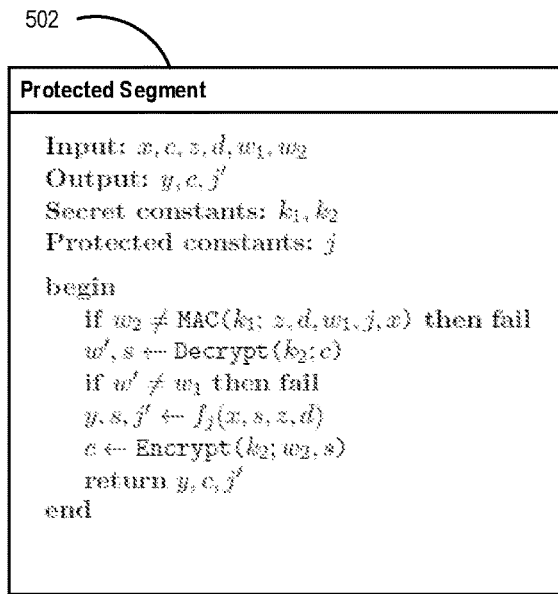 502
Protected Segment
Input: x, c, z, d, w₁, w₂
Output: y, c, j′
Secret constants: k₁, k₂
Protected constants: j
begin
if w₂ ≠ MAC(k₁; z, d, w₁, j, x) then fail
w′, s ← Decrypt(k₂; c)
if w′ ≠ w₁ then fail
y, s, j′ ← fⱼ(x, s, z, d)
c ← Encrypt(k₂; w₂, s)
return y, c, j′
end